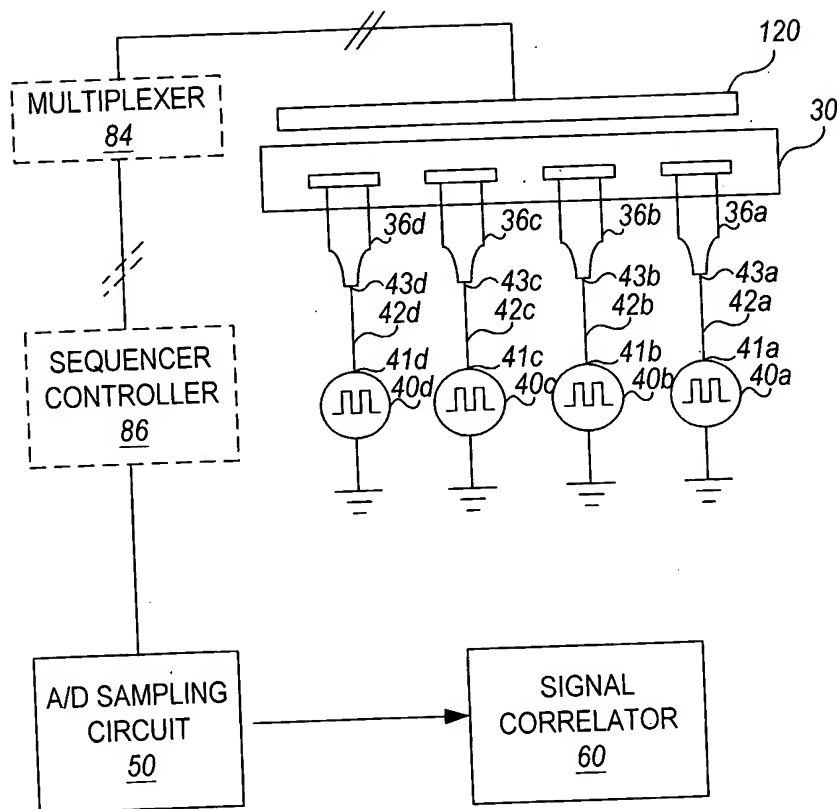 120
MULTIPLEXER
84
30
36d 36c 36b 36a
43d 43c 43b 43a
42d 42c 42b 42a
SEQUENCER
CONTROLLER
86
41d 41c 41b 41a
40d 40c 40b 40a
A/D SAMPLING
CIRCUIT
50
SIGNAL
CORRELATOR
60